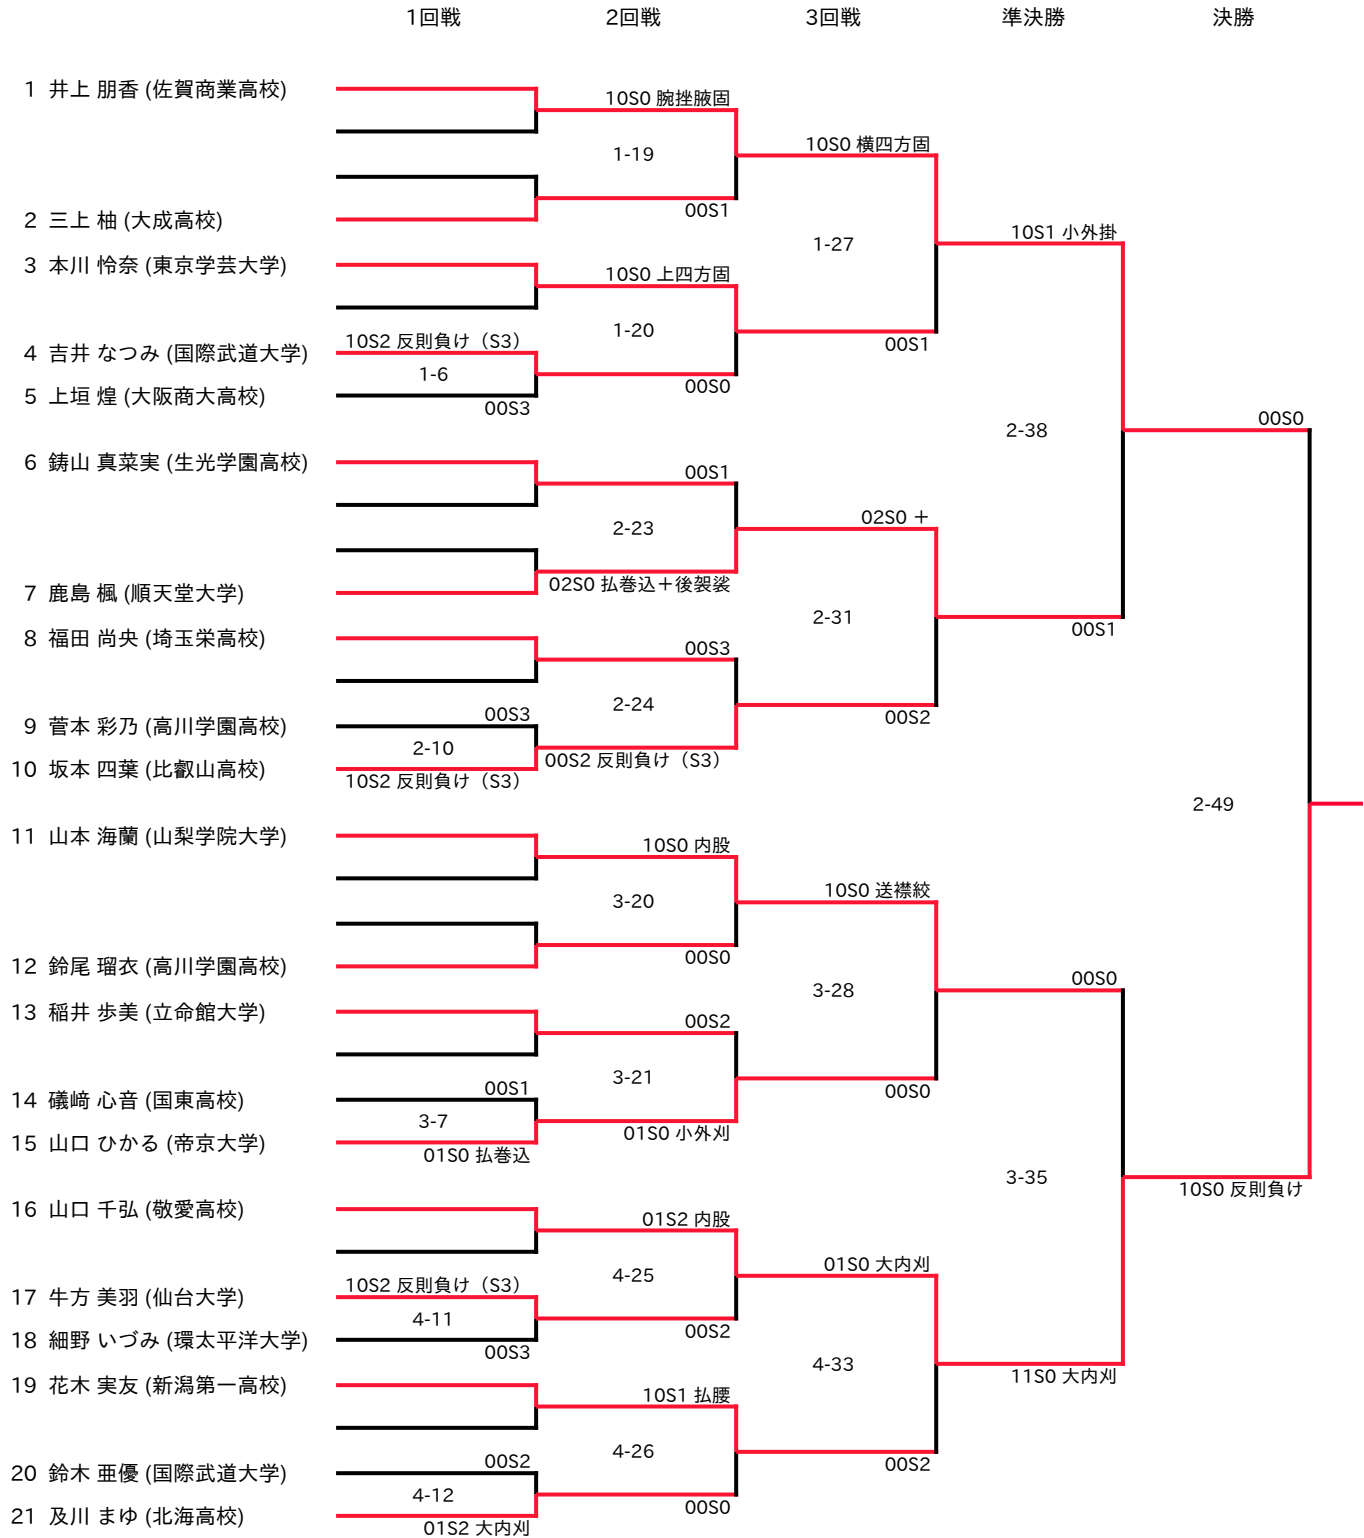 1回戦 2回戦 3回戦 準決勝 決勝
1 井上 朋香 (佐賀商業高校)
10S0 腕挫腋固
10S0 横四方固
1-19
2 三上 柚 (大成高校)
00S1
10S1 小外掛
1-27
3 本川 怜奈 (東京学芸大学)
10S0 上四方固
1-20
00S1
4 吉井 なつみ (国際武道大学)
10S2 反則負け（S3）
1-6
00S0
5 上垣 煌 (大阪商大高校)
00S3
00S0
2-38
6 鋳山 真菜実 (生光学園高校)
00S1
02S0 ＋
2-23
7 鹿島 楓 (順天堂大学)
02S0 払巻込＋後袈裟
2-31
00S1
8 福田 尚央 (埼玉栄高校)
00S3
2-24
00S2
9 菅本 彩乃 (高川学園高校)
00S3
2-10
00S2 反則負け（S3）
10 坂本 四葉 (比叡山高校)
10S2 反則負け（S3）
2-49
11 山本 海蘭 (山梨学院大学)
10S0 内股
10S0 送襟絞
3-20
12 鈴尾 瑠衣 (高川学園高校)
00S0
00S0
3-28
13 稲井 歩美 (立命館大学)
00S2
3-21
00S0
14 礒﨑 心音 (国東高校)
00S1
3-7
01S0 小外刈
15 山口 ひかる (帝京大学)
01S0 払巻込
3-35
10S0 反則負け
16 山口 千弘 (敬愛高校)
01S2 内股
01S0 大内刈
4-25
17 牛方 美羽 (仙台大学)
10S2 反則負け（S3）
4-11
00S2
18 細野 いづみ (環太平洋大学)
00S3
4-33
11S0 大内刈
19 花木 実友 (新潟第一高校)
10S1 払腰
4-26
00S2
20 鈴木 亜優 (国際武道大学)
00S2
4-12
00S0
21 及川 まゆ (北海高校)
01S2 大内刈